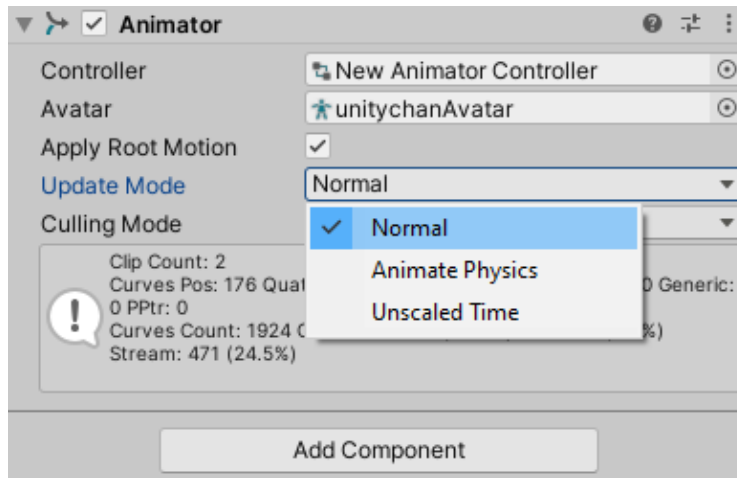 Animator
Controller New Animator Controller
Avatar unitychanAvatar
Apply Root Motion
Update Mode Normal
Culling Mode
Normal
Animate Physics
Unscaled Time
Clip Count: 2
Curves Pos: 176 Generic:
0 PPtr: 0
Curves Count: 1924
Stream: 471 (24.5%)
Add Component